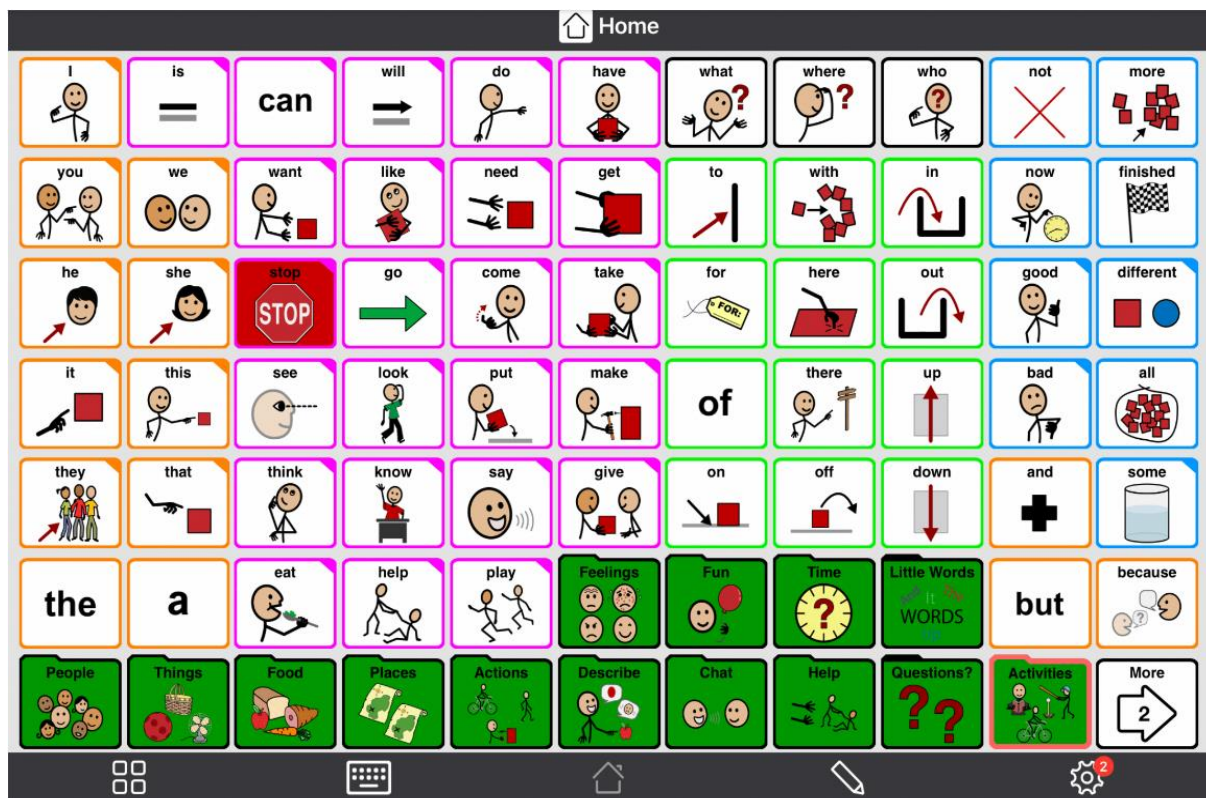 Home
I is can will do have what where who not more
you we want like need get to with in now finished
he she stop go come take for here out good different
STOP FOR:
it this see look put make of there up bad all
they that think know say give on off down and some
the a eat help play Feelings Fun Time Little Words but because
It WORDS
People Things Food Places Actions Describe Chat Help Questions? Activities More
2
2